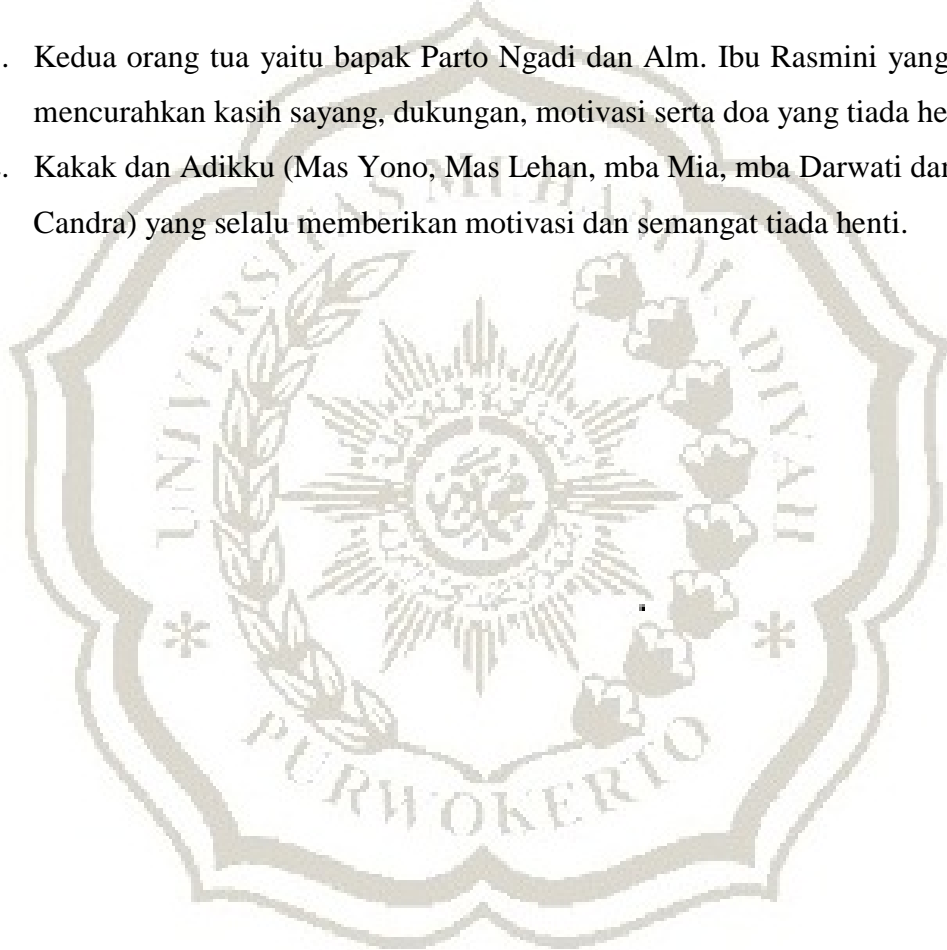 . Kedua orang tua yaitu bapak Parto Ngadi dan Alm. Ibu Rasmini yang
mencurahkan kasih sayang, dukungan, motivasi serta doa yang tiada he
. Kakak dan Adikku (Mas Yono, Mas Lehan, mba Mia, mba Darwati dan
Candra) yang selalu memberikan motivasi dan semangat tiada henti.
UNIVERSITAS MUHAMMADIYAH
PURWOKERTO